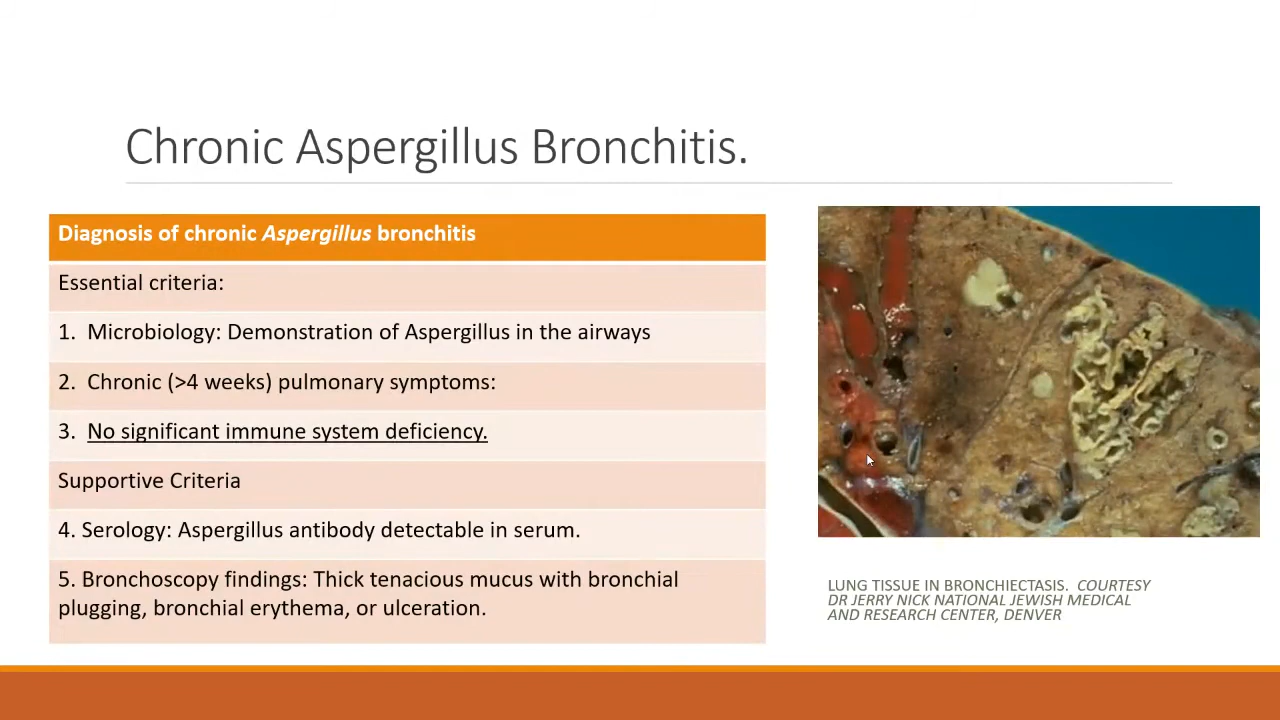 Chronic Aspergillus Bronchitis.
Diagnosis of chronic Aspergillus bronchitis
Essential criteria:
1. Microbiology: Demonstration of Aspergillus in the airways
2. Chronic (>4 weeks) pulmonary symptoms:
3. No significant immune system deficiency.
Supportive Criteria
4. Serology: Aspergillus antibody detectable in serum.
5. Bronchoscopy findings: Thick tenacious mucus with bronchial
plugging, bronchial erythema, or ulceration.
LUNG TISSUE IN BRONCHIECTASIS. COURTESY
DR JERRY NICK NATIONAL JEWISH MEDICAL
AND RESEARCH CENTER, DENVER